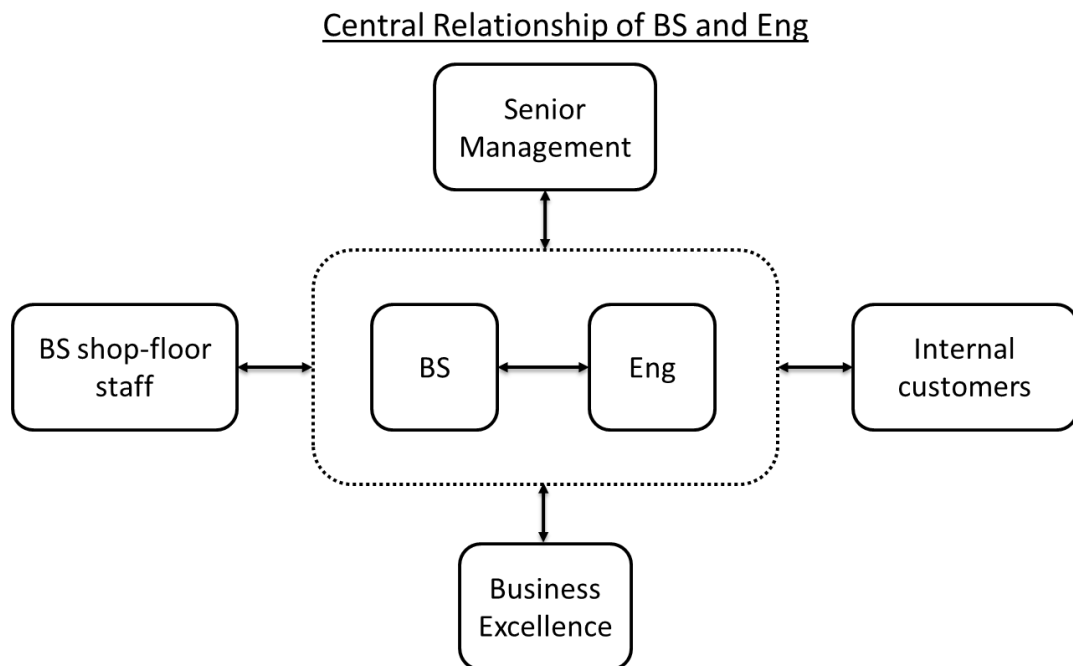 Central Relationship of BS and Eng
Senior
Management
BS shop-floor
staff
BS
Eng
Internal
customers
Business
Excellence